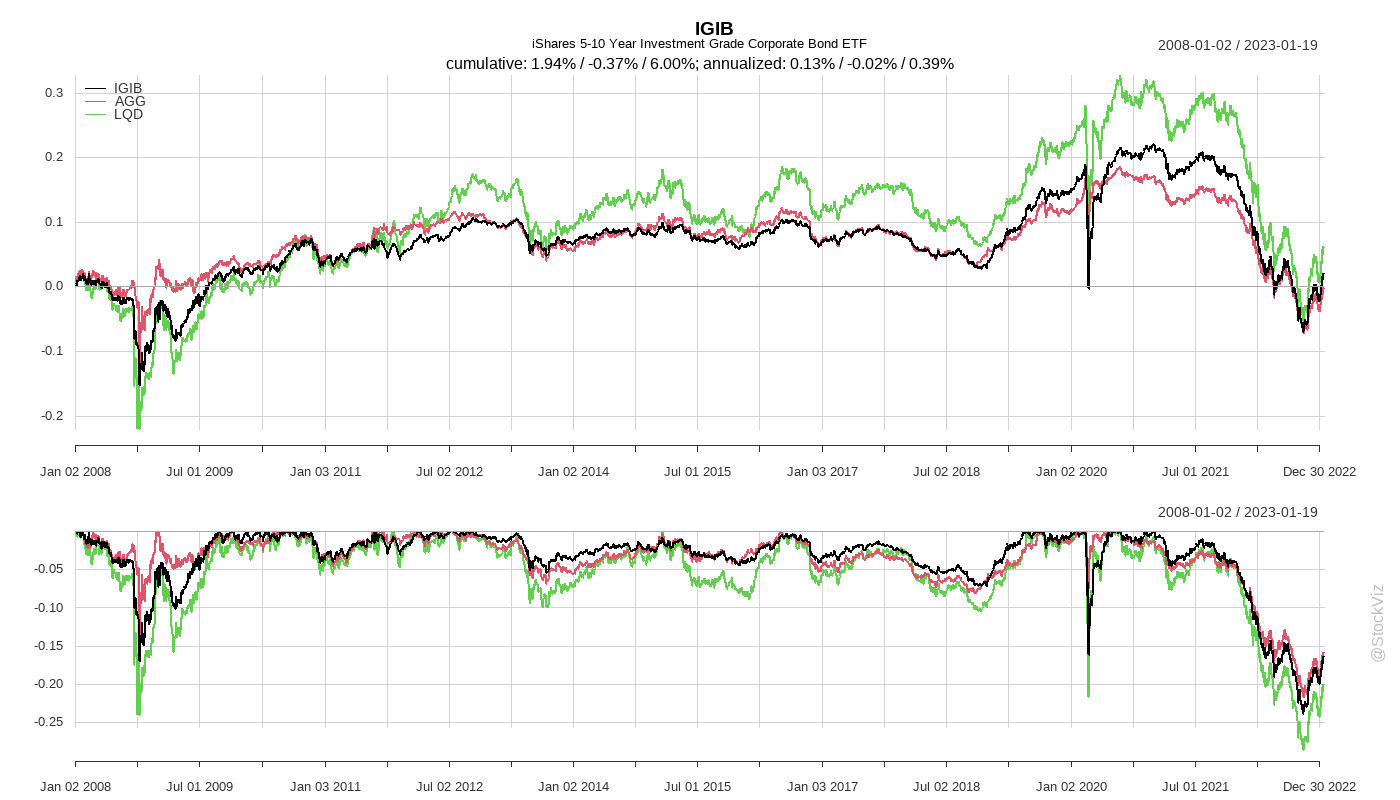 IGIB
iShares 5-10 Year Investment Grade Corporate Bond ETF
2008-01-02 / 2023-01-19
cumulative: 1.94% / -0.37% / 6.00%; annualized: 0.13% / -0.02% / 0.39%
IGIB
AGG
LQD
0.3
0.2
0.1
0.0
-0.1
-0.2
Jan 02 2008 Jul 01 2009 Jan 03 2011 Jul 02 2012 Jan 02 2014 Jul 01 2015 Jan 03 2017 Jul 02 2018 Jan 02 2020 Jul 01 2021 Dec 30 2022
2008-01-02 / 2023-01-19
-0.05
-0.10
-0.15
-0.20
-0.25
Jan 02 2008 Jul 01 2009 Jan 03 2011 Jul 02 2012 Jan 02 2014 Jul 01 2015 Jan 03 2017 Jul 02 2018 Jan 02 2020 Jul 01 2021 Dec 30 2022
@StockViz